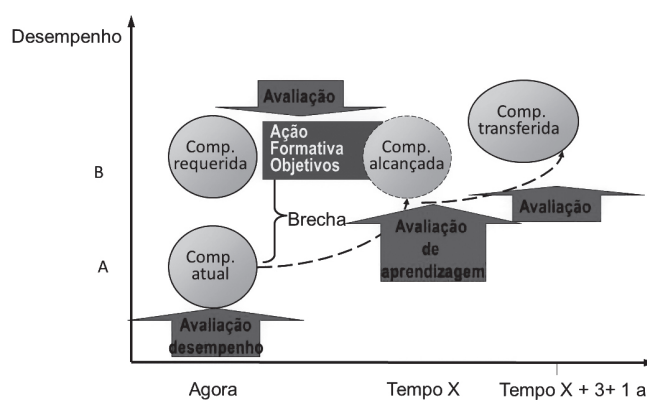 Desempenho
Avaliação
Comp.
requerida
Ação
Formativa
Objetivos
Comp.
alcançada
Comp.
transferida
B
Brecha
Avaliação
Avaliação
de
aprendizagem
A
Comp.
atual
Avaliação
desempenho
Agora
Tempo X
Tempo X + 3+ 1 a